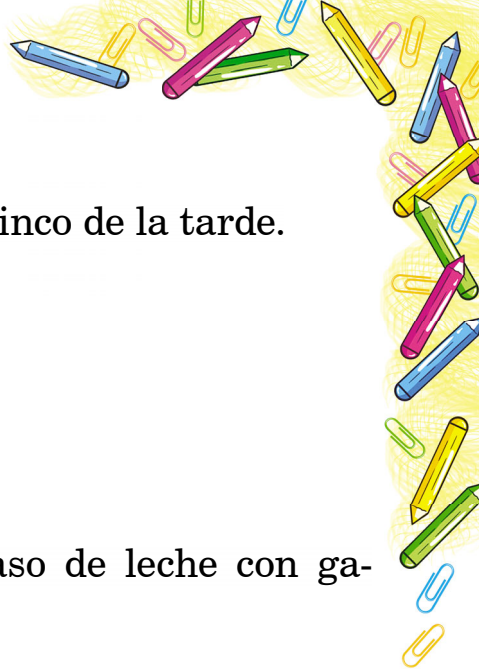 inco de la tarde.
aso de leche con ga-